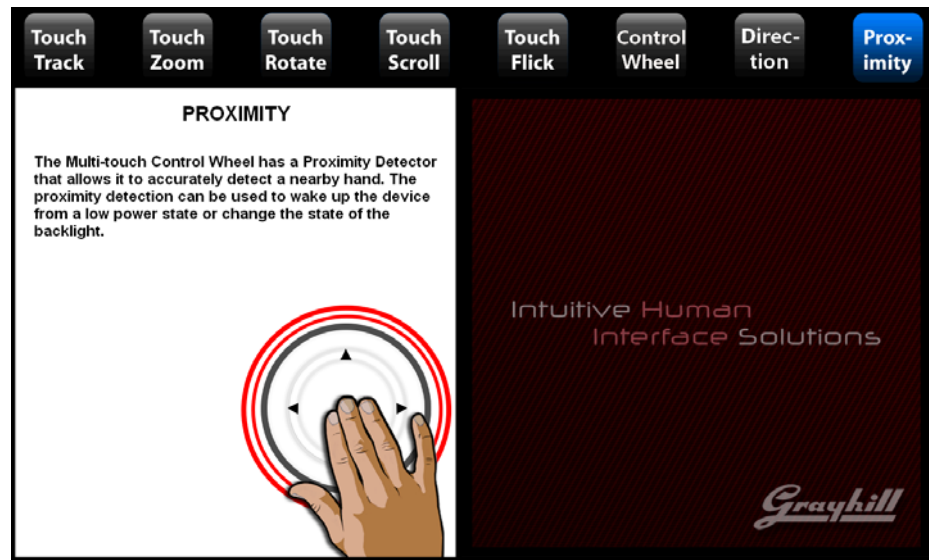 Touch Track
Touch Zoom
Touch Rotate
Touch Scroll
Touch Flick
Control Wheel
Direc- tion
Prox- imity
PROXIMITY
The Multi-touch Control Wheel has a Proximity Detector
that allows it to accurately detect a nearby hand. The
proximity detection can be used to wake up the device
from a low power state or change the state of the
backlight.
Intuitive Human
Interface Solutions
Grayhill